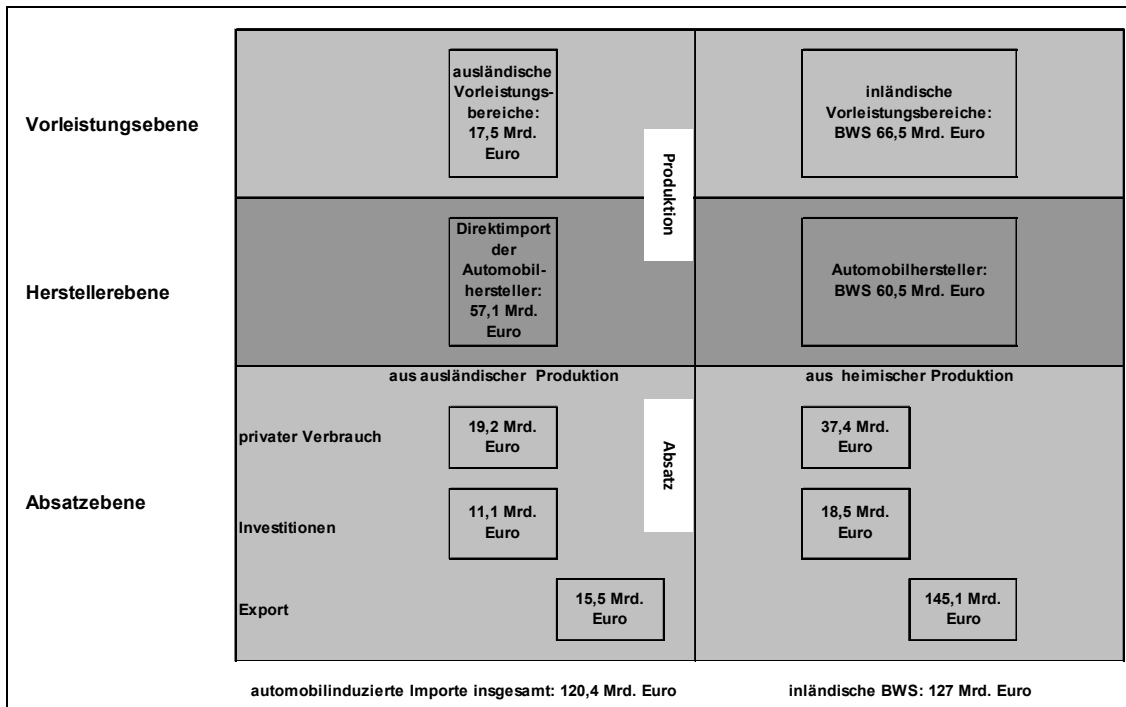 Vorleistungsebene
ausländische
Vorleistungs-
bereiche:
17,5 Mrd.
Euro
inländische
Vorleistungsbereiche:
BWS 66,5 Mrd. Euro
Produktion
Herstellerebene
Direktimport
der
Automobil-
hersteller:
57,1 Mrd.
Euro
Automobilhersteller:
BWS 60,5 Mrd. Euro
aus ausländischer Produktion
aus heimischer Produktion
Absatzebene
privater Verbrauch
19,2 Mrd.
Euro
37,4 Mrd.
Euro
Absatz
Investitionen
11,1 Mrd.
Euro
18,5 Mrd.
Euro
Export
15,5 Mrd.
Euro
145,1 Mrd.
Euro
automobilinduzierte Importe insgesamt: 120,4 Mrd. Euro
inländische BWS: 127 Mrd. Euro